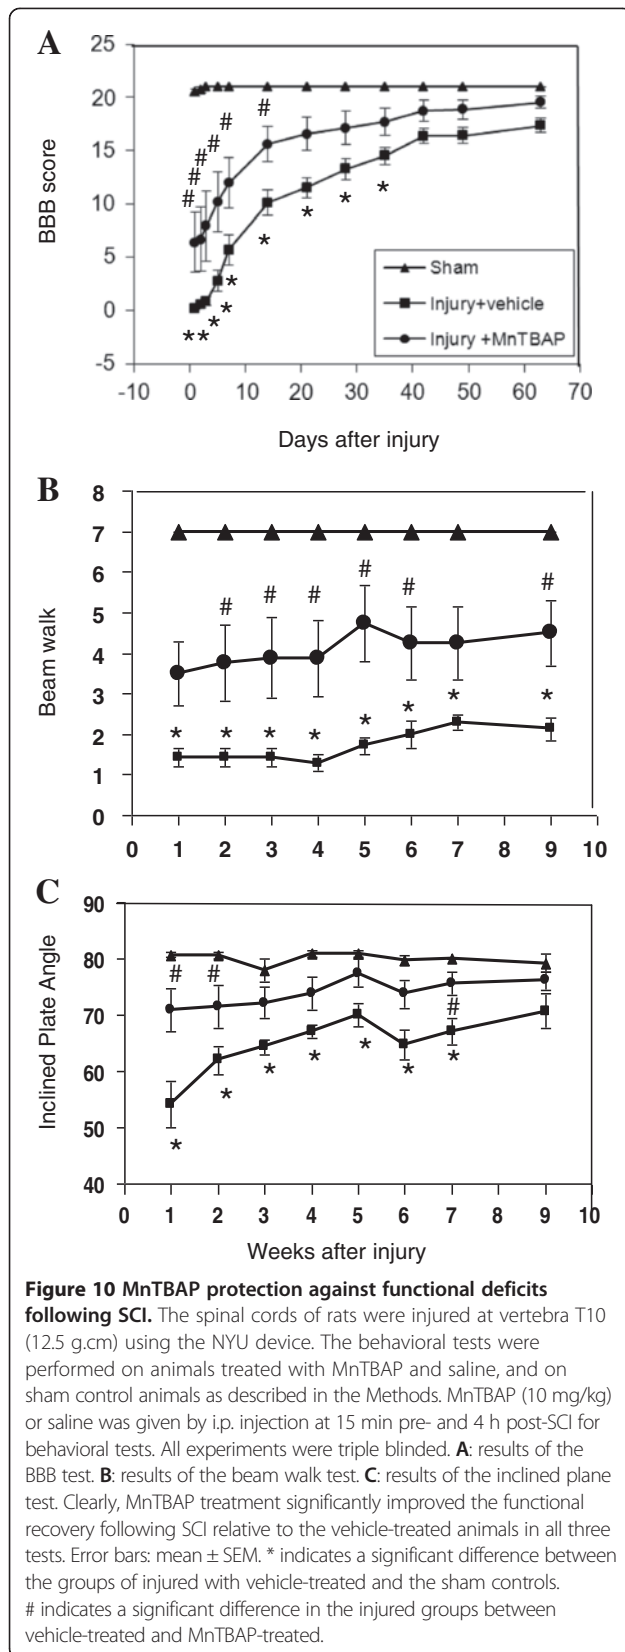 A
25
20
15
10
5
0
-5
BBB score
# # # # # #
* * * * * * * * * *
Sham
Injury+vehicle
Injury +MnTBAP
-10 0 10 20 30 40 50 60 70
Days after injury
B
8
7
6
5
4
3
2
1
0
Beam walk
# # # # # #
* * * * * * * *
0 1 2 3 4 5 6 7 8 9 10
C
90
80
70
60
50
40
Inclined Plate Angle
# # #
* * * * * * *
0 1 2 3 4 5 6 7 8 9 10
Weeks after injury
Figure 10 MnTBAP protection against functional deficits
following SCI. The spinal cords of rats were injured at vertebra T10
(12.5 g.cm) using the NYU device. The behavioral tests were
performed on animals treated with MnTBAP and saline, and on
sham control animals as described in the Methods. MnTBAP (10 mg/kg)
or saline was given by i.p. injection at 15 min pre- and 4 h post-SCI for
behavioral tests. All experiments were triple blinded. A: results of the
BBB test. B: results of the beam walk test. C: results of the inclined plane
test. Clearly, MnTBAP treatment significantly improved the functional
recovery following SCI relative to the vehicle-treated animals in all three
tests. Error bars: mean ± SEM. * indicates a significant difference between
the groups of injured with vehicle-treated and the sham controls.
# indicates a significant difference in the injured groups between
vehicle-treated and MnTBAP-treated.